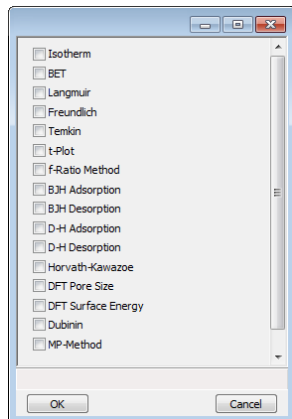 Isotherm
BET
Langmuir
Freundlich
Temkin
t-Plot
f-Ratio Method
BJH Adsorption
BJH Desorption
D-H Adsorption
D-H Desorption
Horvath-Kawazoe
DFT Pore Size
DFT Surface Energy
Dubinin
MP-Method
OK Cancel